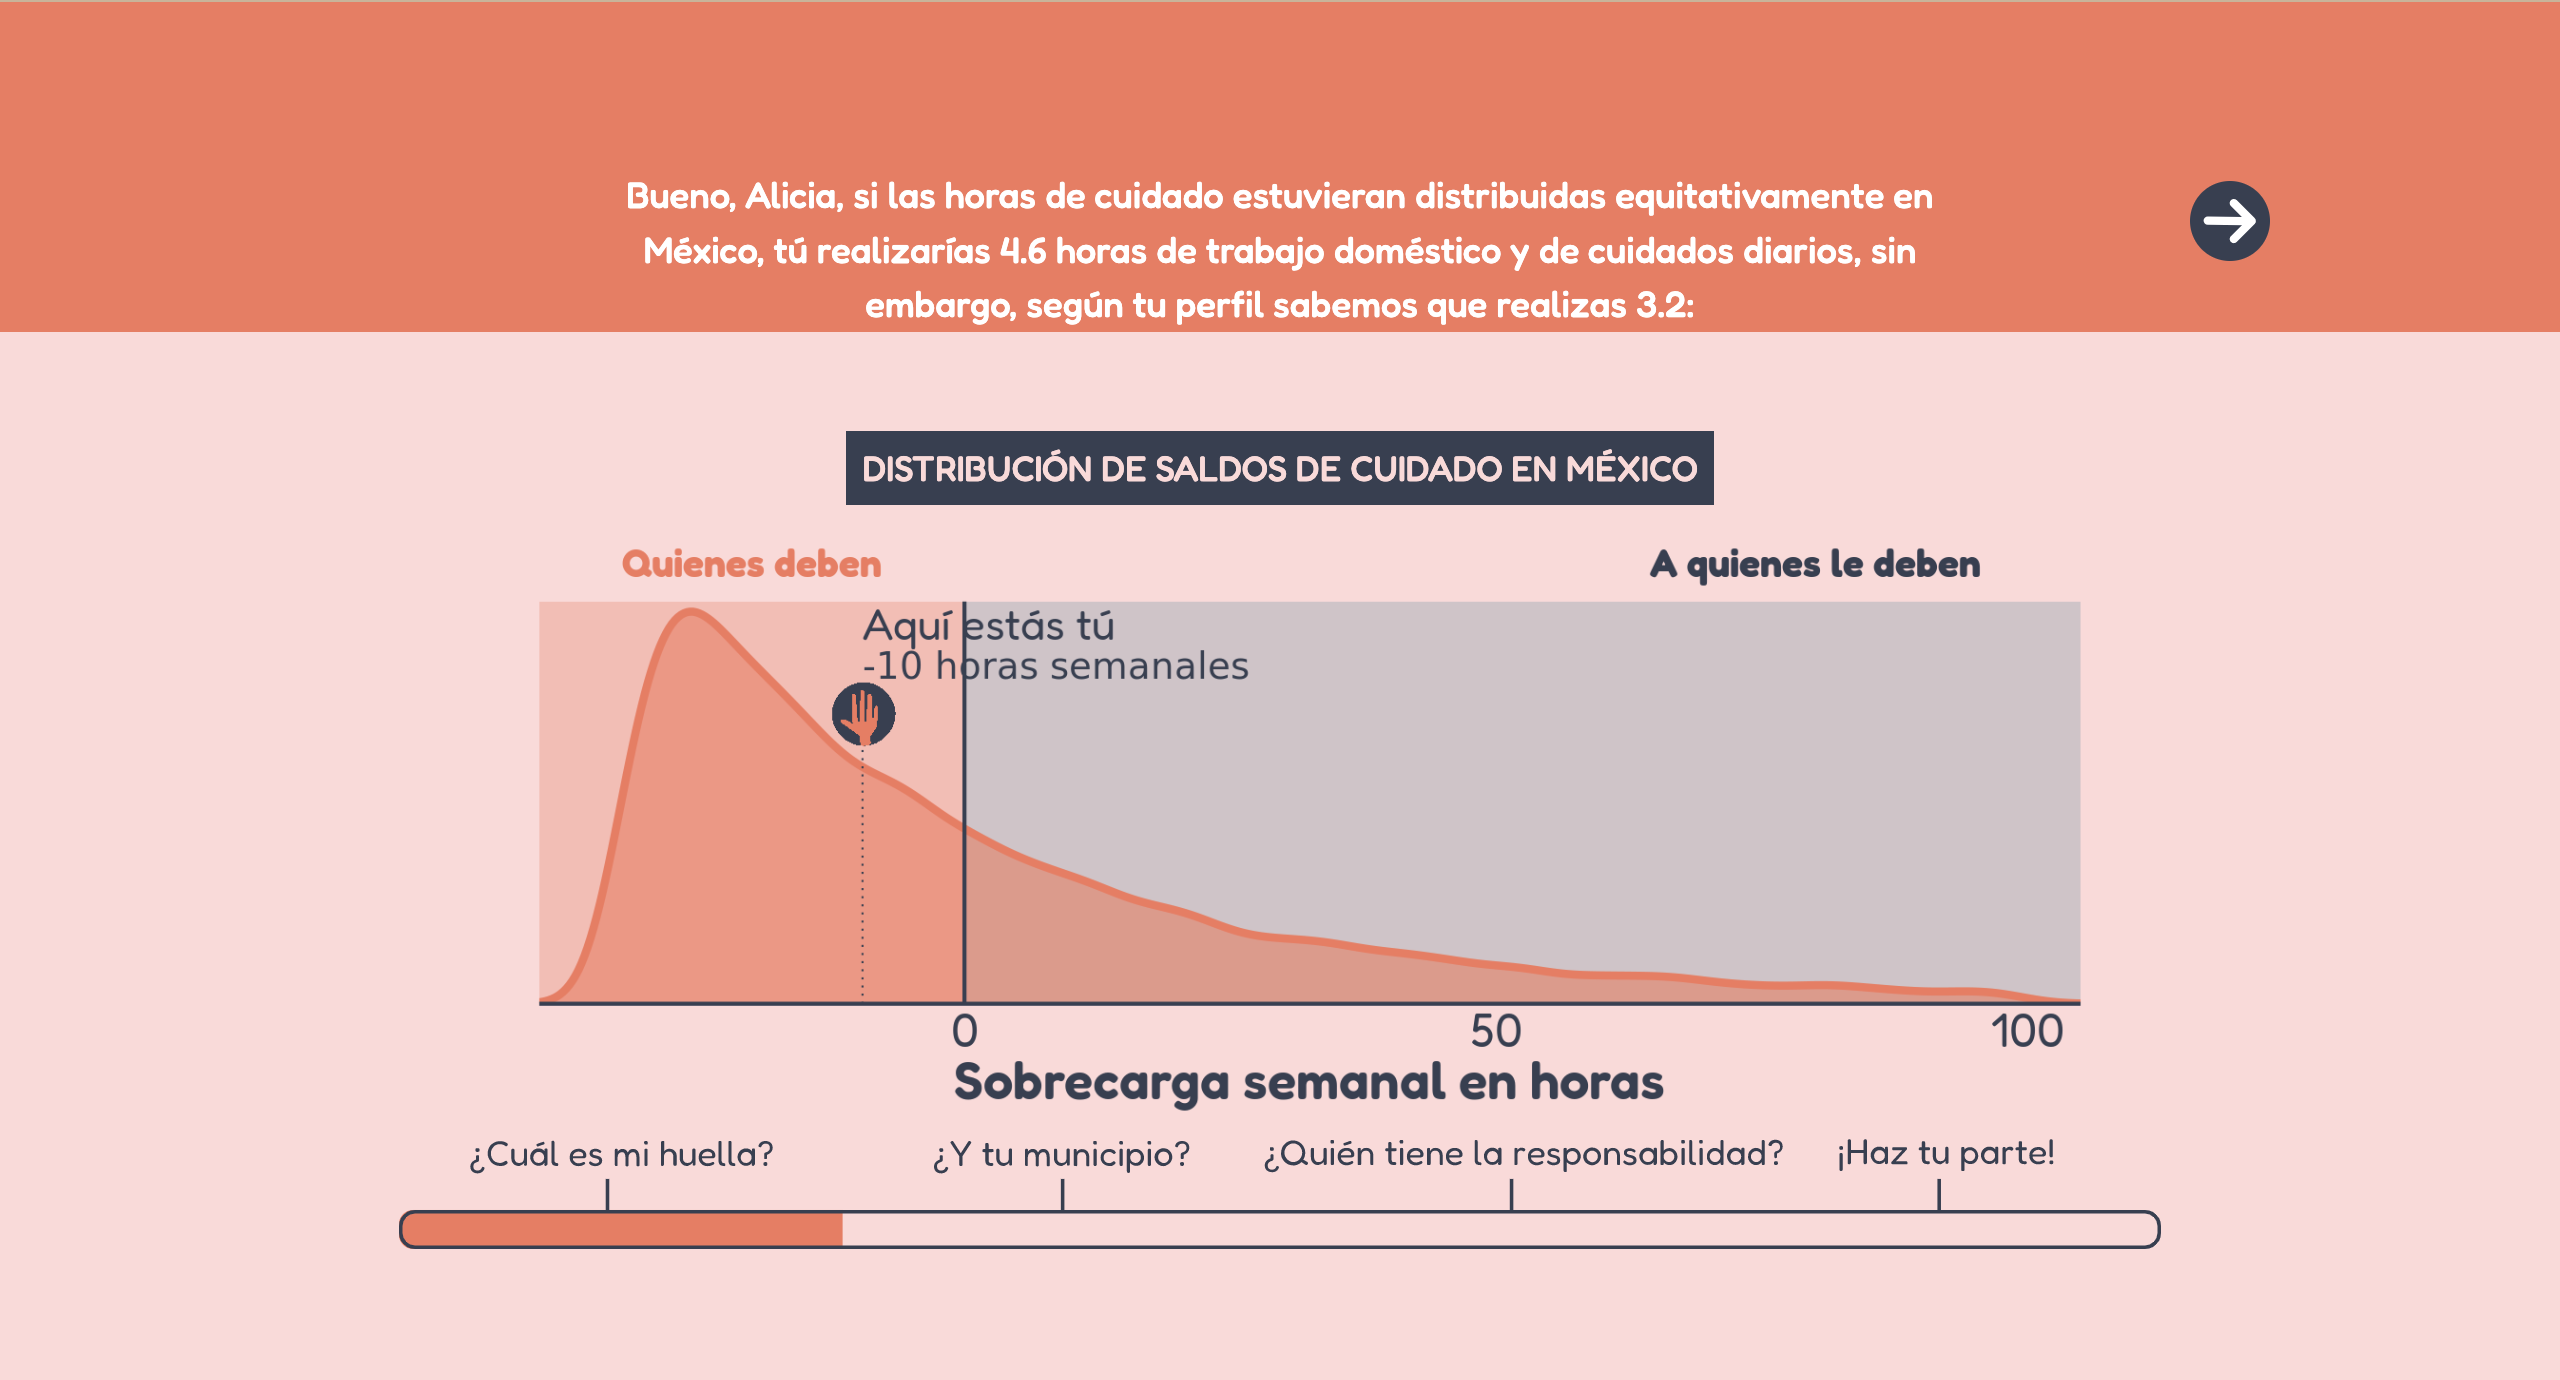 Bueno, Alicia, si las horas de cuidado estuvieran distribuidas equitativamente en
México, tú realizarías 4.6 horas de trabajo doméstico y de cuidados diarios, sin
embargo, según tu perfil sabemos que realizas 3.2:
DISTRIBUCIÓN DE SALDOS DE CUIDADO EN MÉXICO
Quienes deben
A quienes le deben
Aquí estás tú
-10 horas semanales
0
50
100
Sobrecarga semanal en horas
¿Cuál es mi huella?
¿Y tu municipio?
¿Quién tiene la responsabilidad?
¡Haz tu parte!